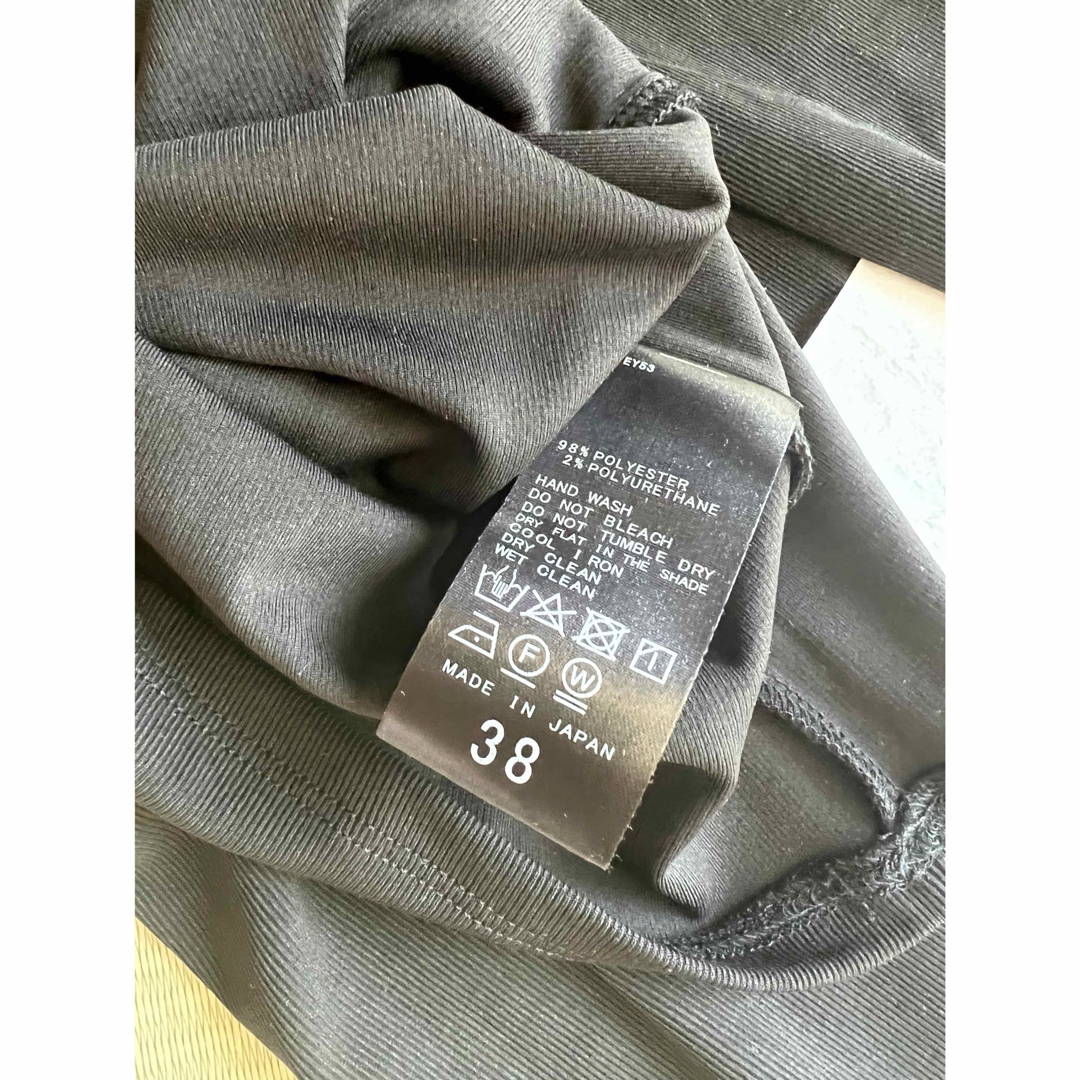 EY53
98% POLYESTER
2% POLYURETHANE
HAND WASH
DO NOT BLEACH
DO NOT TUMBLE DRY
DRY FLAT IN THE SHADE
COOL IRON
DRY CLEAN
WET CLEAN
F W
MADE IN JAPAN
38